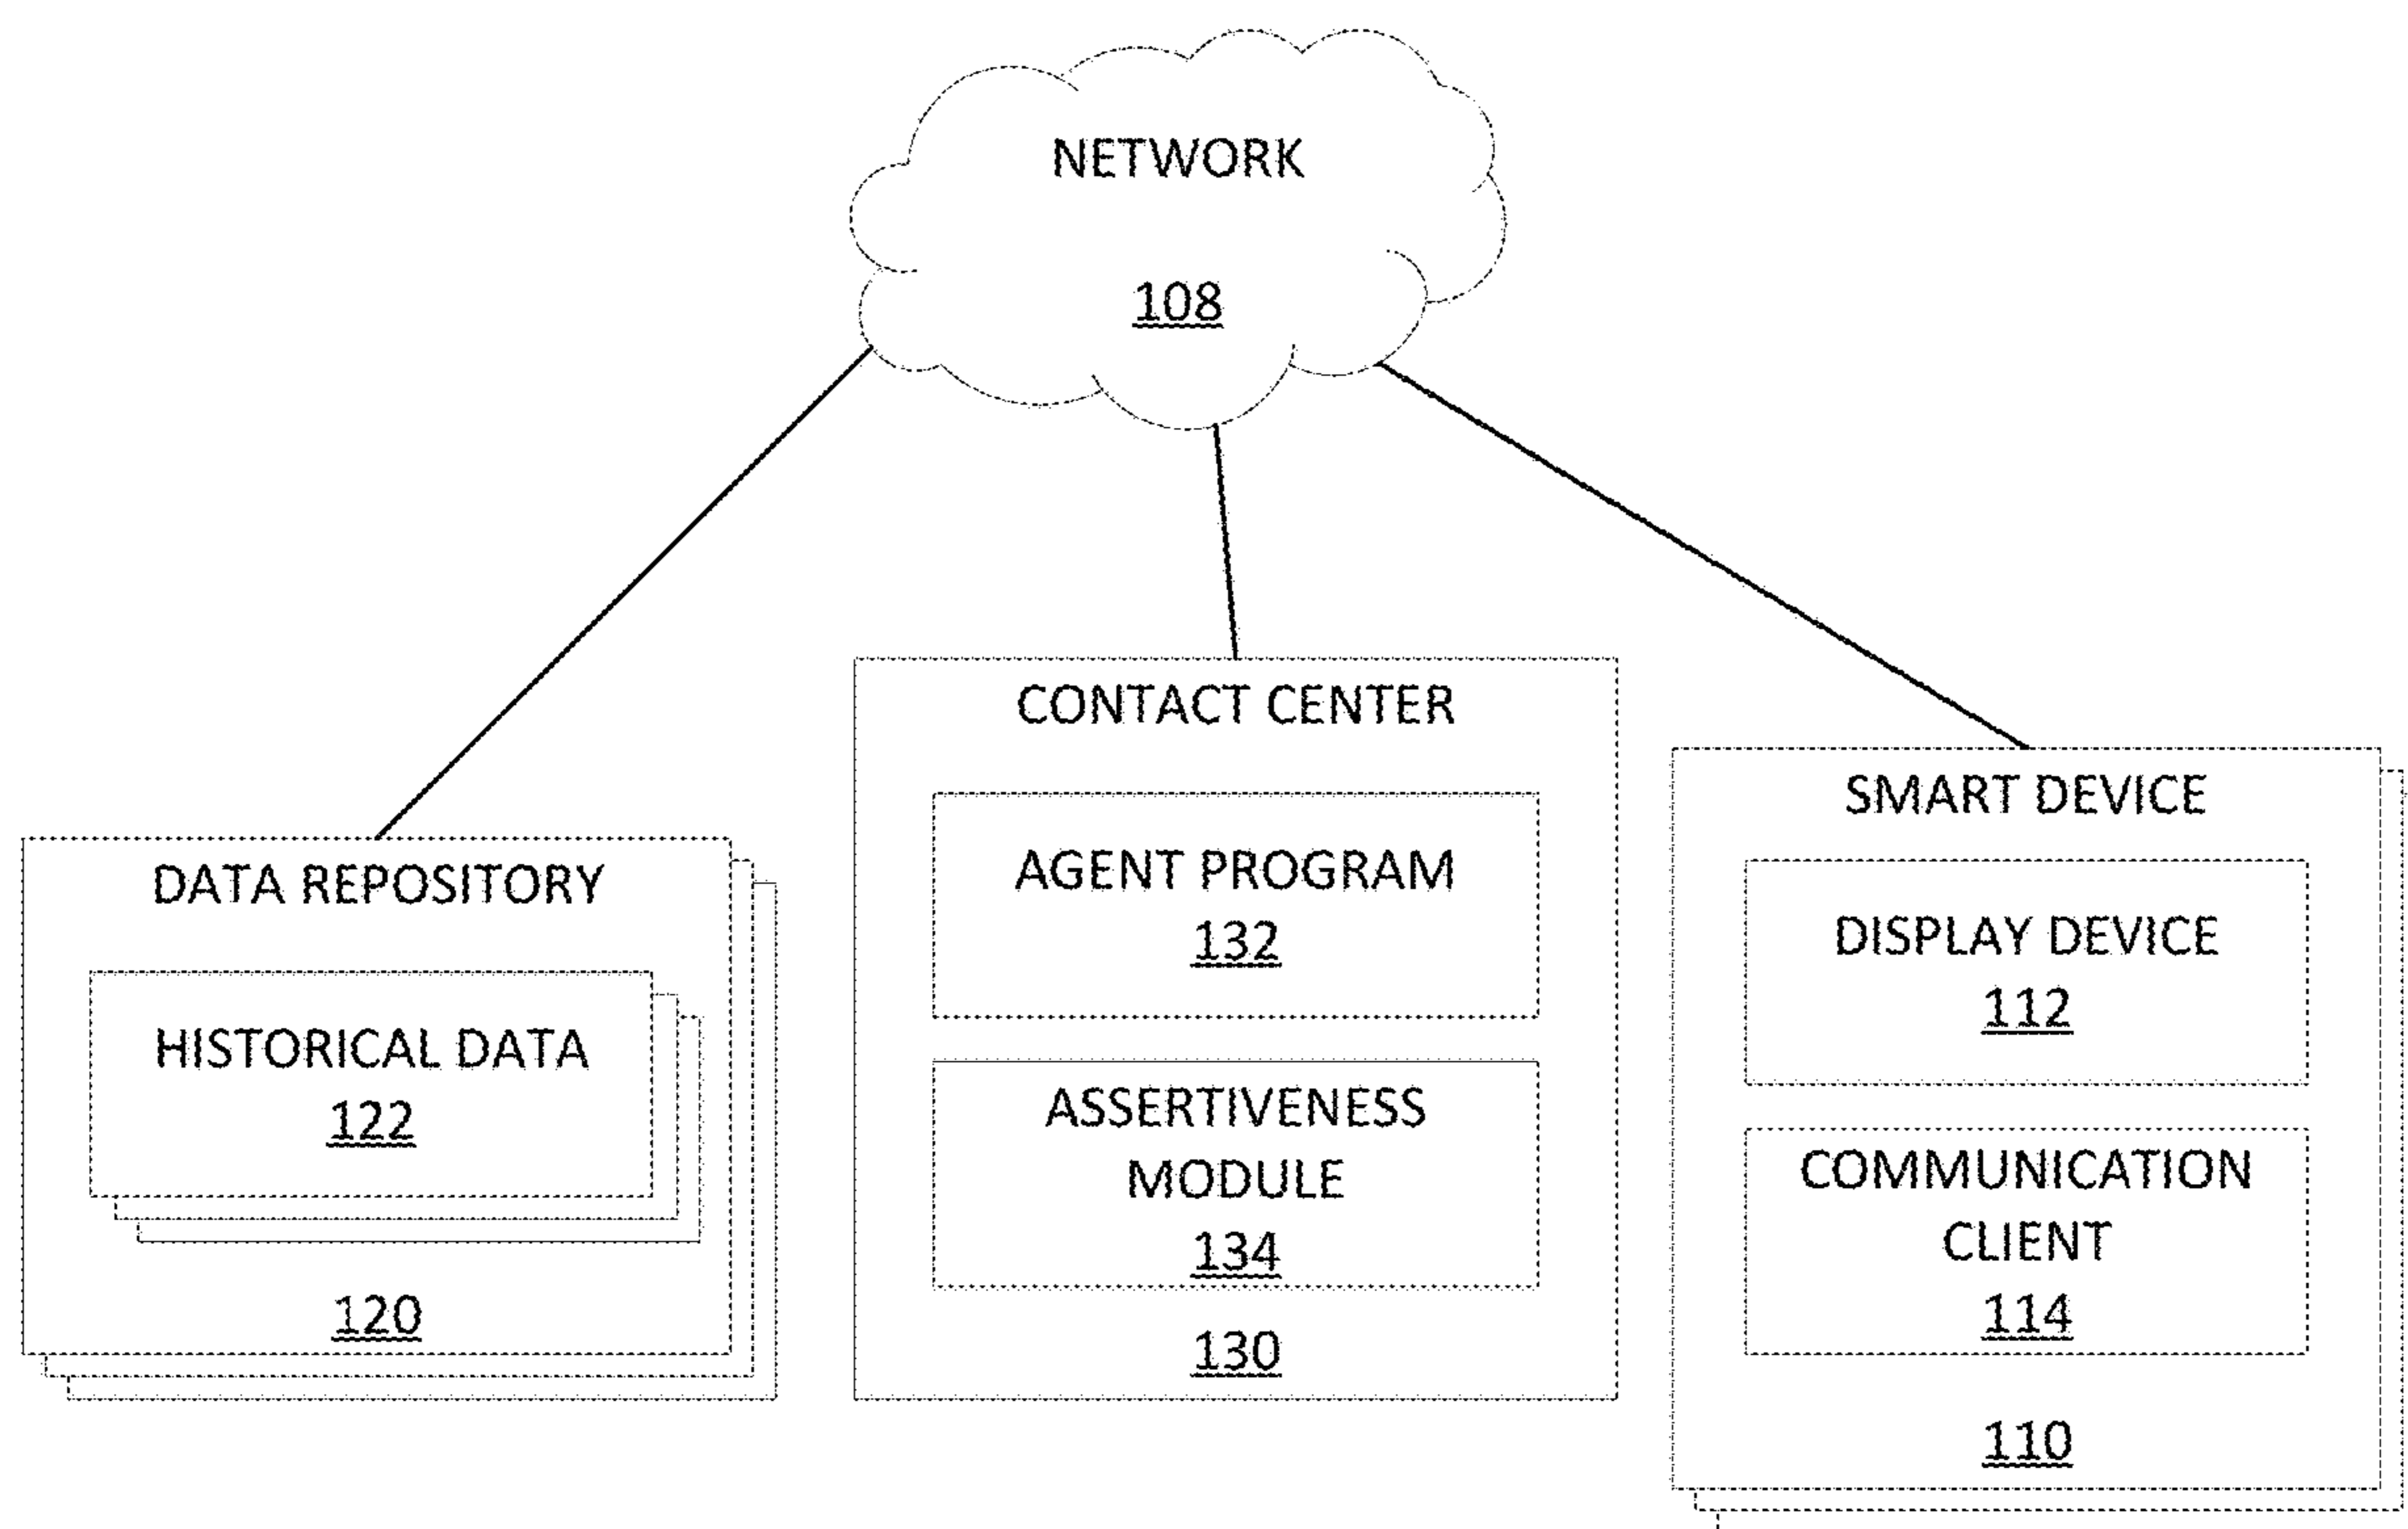 NETWORK
108
DATA REPOSITORY
HISTORICAL DATA
122
120
CONTACT CENTER
AGENT PROGRAM
132
ASSERTIVENESS
MODULE
134
130
SMART DEVICE
DISPLAY DEVICE
112
COMMUNICATION
CLIENT
114
110